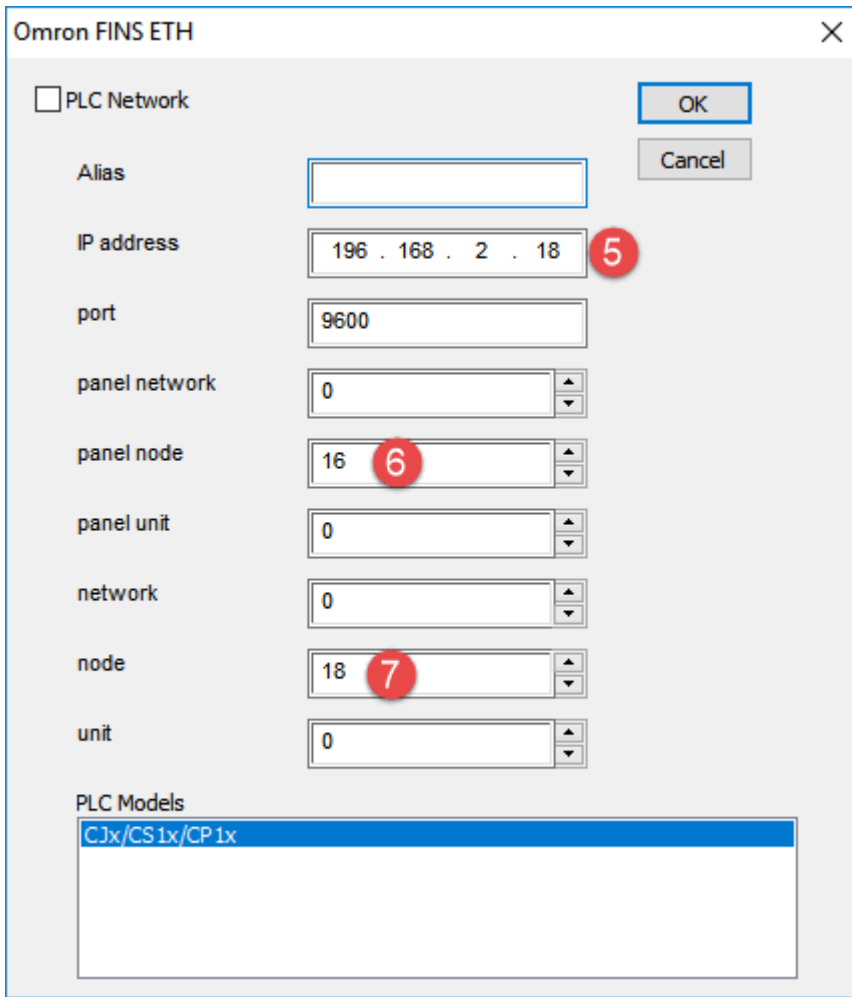 Omron FINS ETH
PLC Network
OK
Cancel
Alias
IP address
196 . 168 . 2 . 18
5
port
9600
panel network
0
panel node
16
6
panel unit
0
network
0
node
18
7
unit
0
PLC Models
CJx/CS1x/CP1x